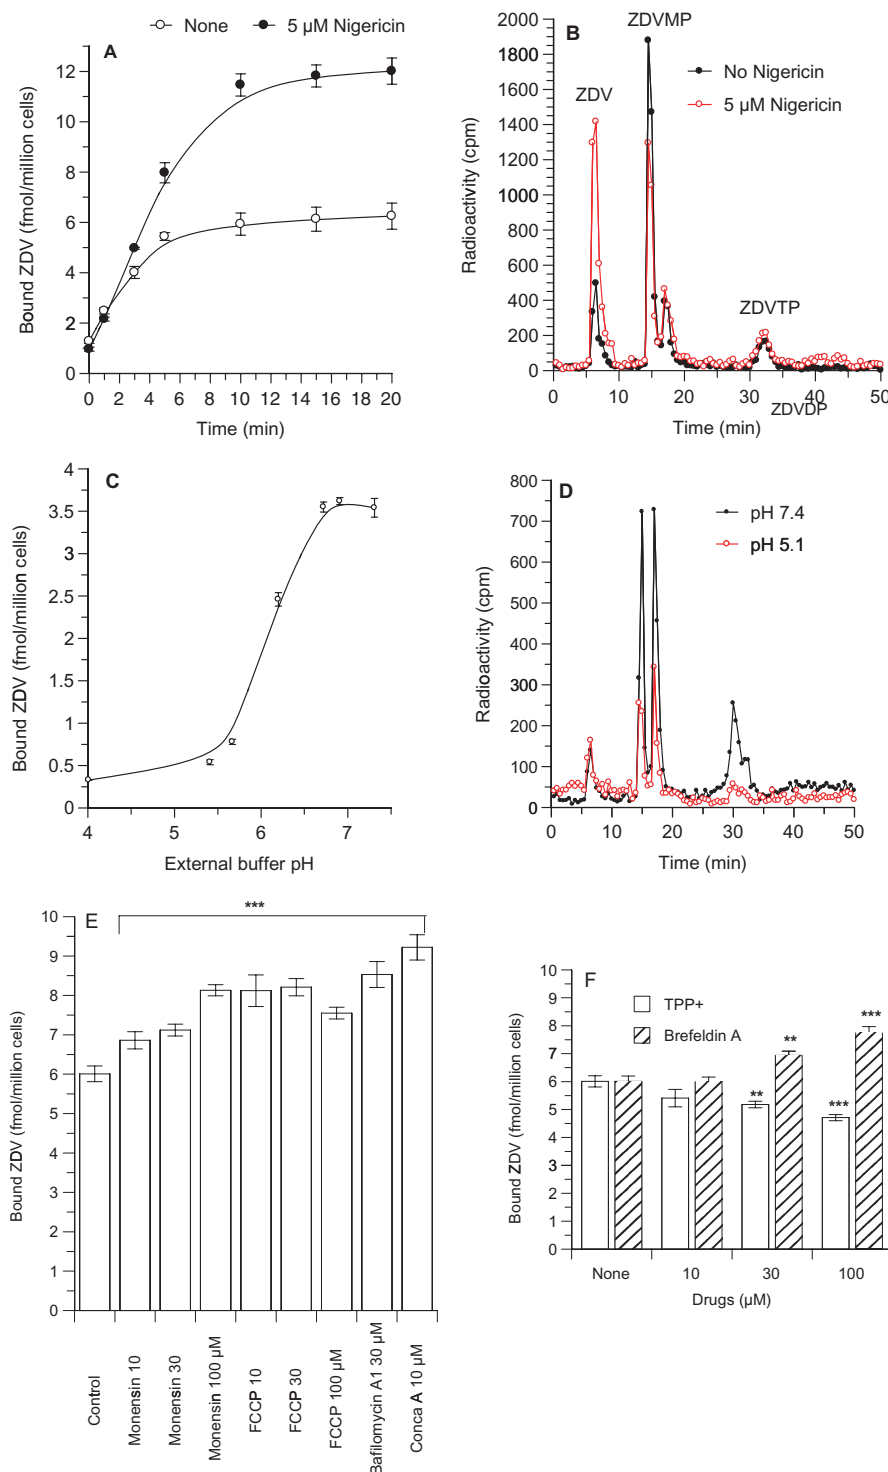 None 5 µM Nigericin
A
Bound ZDV (fmol/million cells)
12
10
8
6
4
2
0
0 2 4 6 8 10 12 14 16 18 20
Time (min)
B
ZDVMP
ZDV
No Nigericin
5 µM Nigericin
ZDVTP
ZDVDP
Radioactivity (cpm)
2000
1800
1600
1400
1200
1000
800
600
400
200
0
0 10 20 30 40 50
Time (min)
C
Bound ZDV (fmol/million cells)
4
3.5
3
2.5
2
1.5
1
0.5
0
4 5 6 7
External buffer pH
D
pH 7.4
pH 5.1
Radioactivity (cpm)
800
700
600
500
400
300
200
100
0
0 10 20 30 40 50
Time (min)
E
***
Bound ZDV (fmol/million cells)
10
9
8
7
6
5
4
3
2
1
0
Control
Monensin 10
Monensin 30
Monensin 100 µM
FCCP 10
FCCP 30
FCCP 100 µM
Bafilomycin A1 30 µM
Conca A 10 µM
F
TPP+
Brefeldin A
** ** *** ***
Bound ZDV (fmol/million cells)
10
9
8
7
6
5
4
3
2
1
0
None 10 30 100
Drugs (µM)